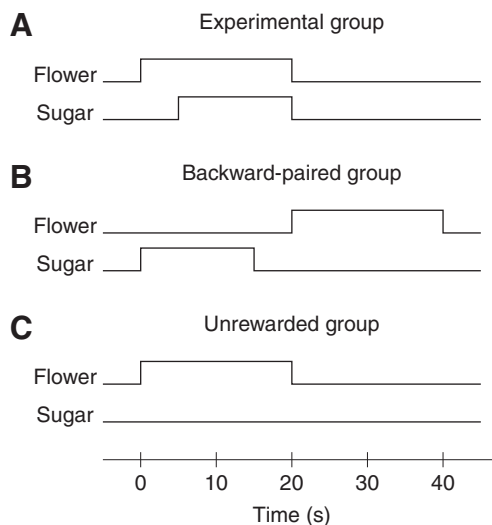 A
Experimental group
Flower
Sugar
B
Backward-paired group
Flower
Sugar
C
Unrewarded group
Flower
Sugar
0 10 20 30 40
Time (s)